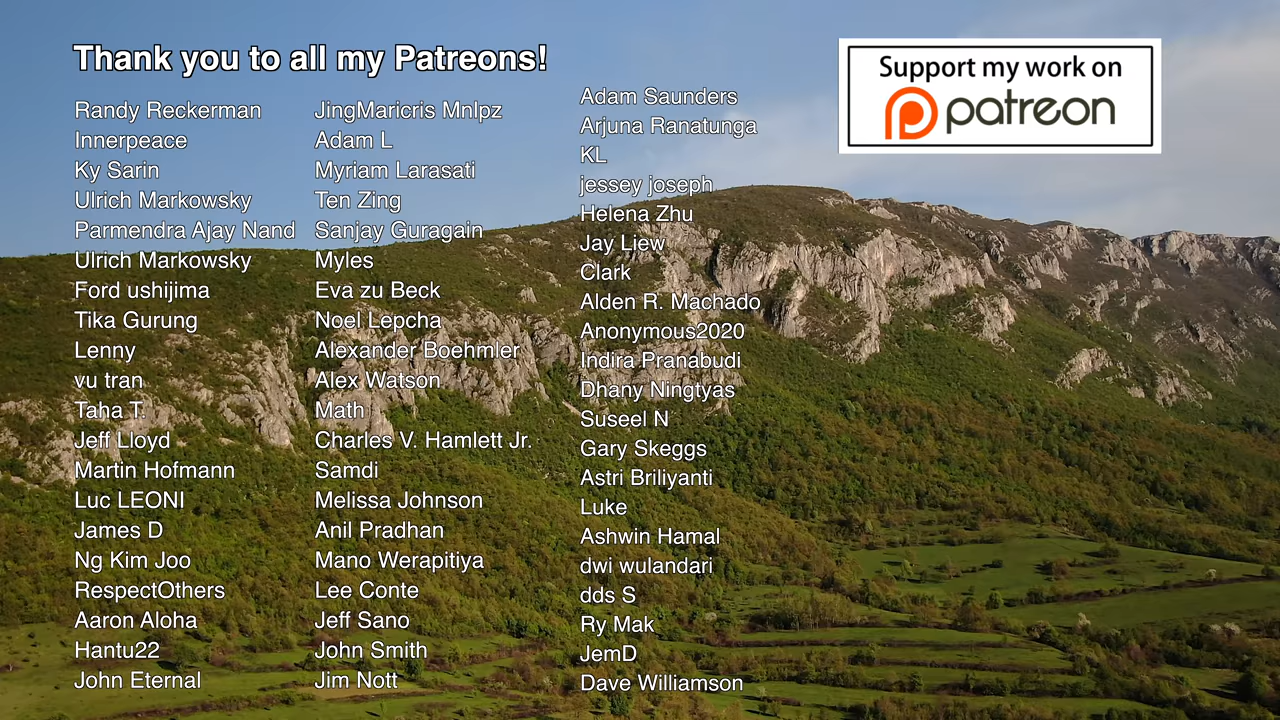 Thank you to all my Patreons!
Randy Reckerman
Innerpeace
Ky Sarin
Ulrich Markowsky
Parmendra Ajay Nand
Ulrich Markowsky
Ford ushijima
Tika Gurung
Lenny
vu tran
Taha T.
Jeff Lloyd
Martin Hofmann
Luc LEONI
James D
Ng Kim Joo
RespectOthers
Aaron Aloha
Hantu22
John Eternal
JingMaricris Mnlpz
Adam L
Myriam Larasati
Ten Zing
Sanjay Guragain
Myles
Eva zu Beck
Noel Lepcha
Alexander Boehmler
Alex Watson
Math
Charles V. Hamlett Jr.
Samdi
Melissa Johnson
Anil Pradhan
Mano Werapitiya
Lee Conte
Jeff Sano
John Smith
Jim Nott
Adam Saunders
Arjuna Ranatunga
KL
jessey joseph
Helena Zhu
Jay Liew
Clark
Alden R. Machado
Anonymous2020
Indira Pranabudi
Dhany Ningtyas
Suseel N
Gary Skeggs
Astri Briliyanti
Luke
Ashwin Hamal
dwi wulandari
dds S
Ry Mak
JemD
Dave Williamson
Support my work on
patreon